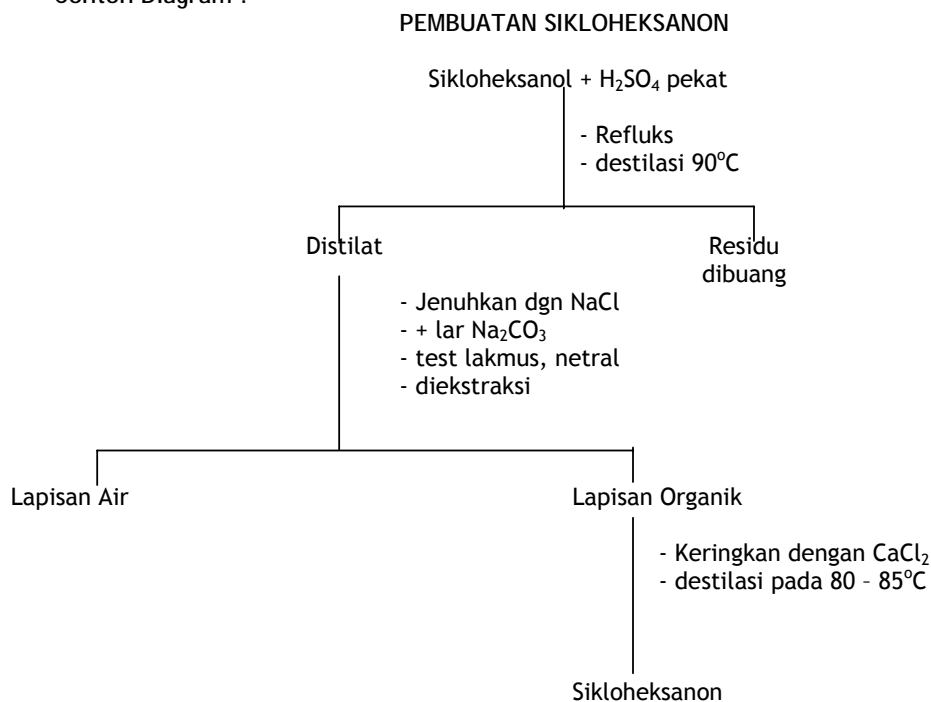 Contoh Diagram :
PEMBUATAN SIKLOHEKSANON
Sikloheksanol + H₂SO₄ pekat
- Refluks
- destilasi 90°C
Distilat
Residu
dibuang
- Jenuhkan dgn NaCl
- + lar Na₂CO₃
- test lakmus, netral
- diekstraksi
Lapisan Air
Lapisan Organik
- Keringkan dengan CaCl₂
- destilasi pada 80 – 85°C
Sikloheksanon